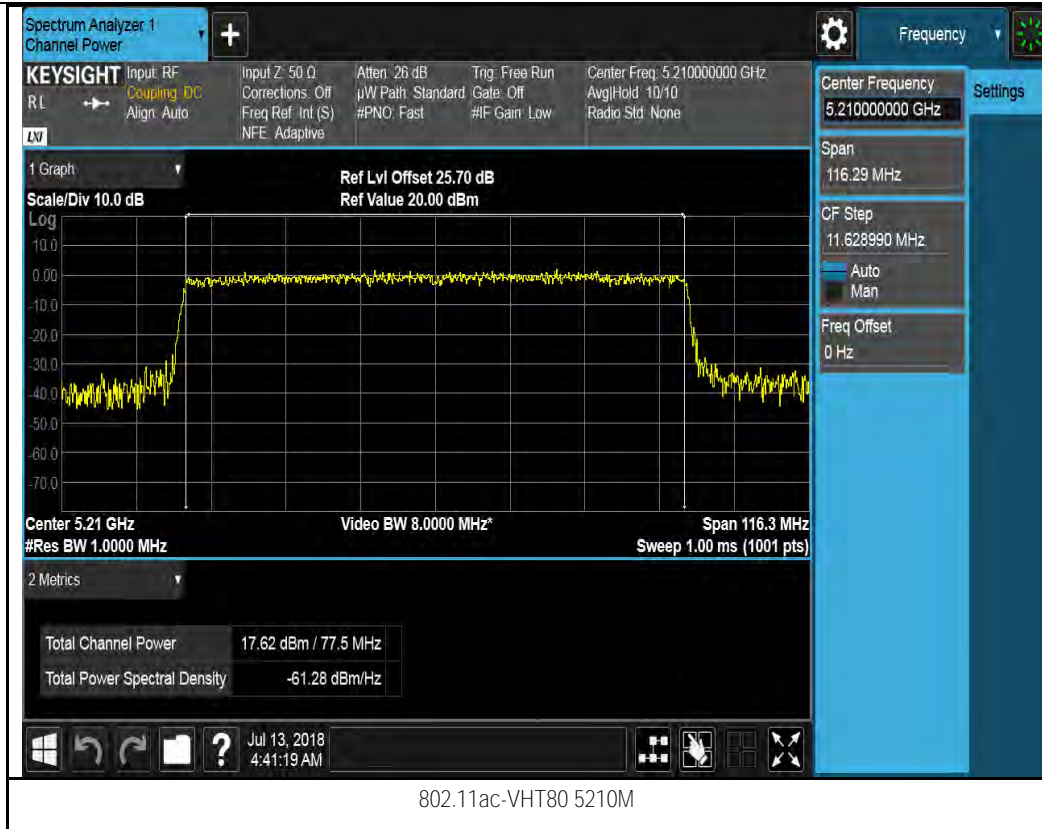 Spectrum Analyzer 1
Channel Power
+
Frequency
KEYSIGHT
RL
LXI
Input: RF
Coupling: DC
Align: Auto
Input Z: 50 Ω
Corrections: Off
Freq Ref: Int (S)
NFE: Adaptive
Atten: 26 dB
µW Path: Standard
#PNO: Fast
Trig: Free Run
Gate: Off
#IF Gain: Low
Center Freq: 5.210000000 GHz
Avg|Hold: 10/10
Radio Std: None
Center Frequency
5.210000000 GHz
Settings
Span
116.29 MHz
CF Step
11.628990 MHz
Auto
Man
Freq Offset
0 Hz
1 Graph
Scale/Div 10.0 dB
Ref Lvl Offset 25.70 dB
Ref Value 20.00 dBm
Log
10.0
0.00
-10.0
-20.0
-30.0
-40.0
-50.0
-60.0
-70.0
Center 5.21 GHz
#Res BW 1.0000 MHz
Video BW 8.0000 MHz*
Span 116.3 MHz
Sweep 1.00 ms (1001 pts)
2 Metrics
Total Channel Power 17.62 dBm / 77.5 MHz
Total Power Spectral Density -61.28 dBm/Hz
?
Jul 13, 2018
4:41:19 AM
802.11ac-VHT80 5210M